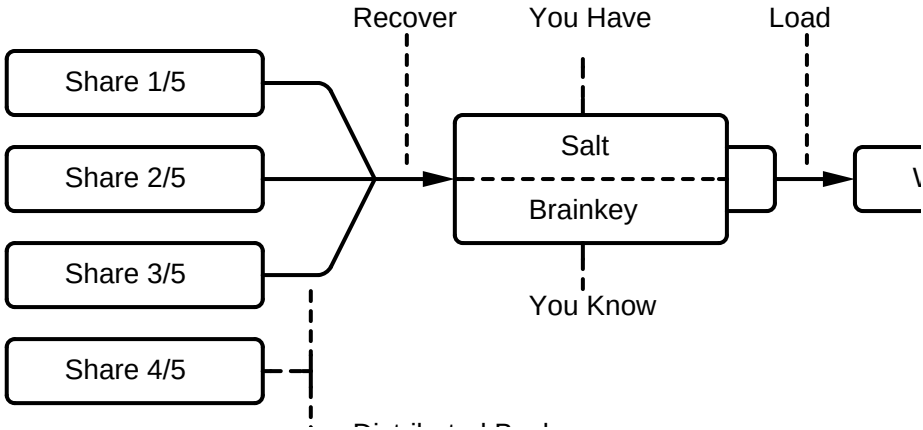 Recover
You Have
Load
Share 1/5
Salt
Share 2/5
Brainkey
Share 3/5
You Know
Share 4/5